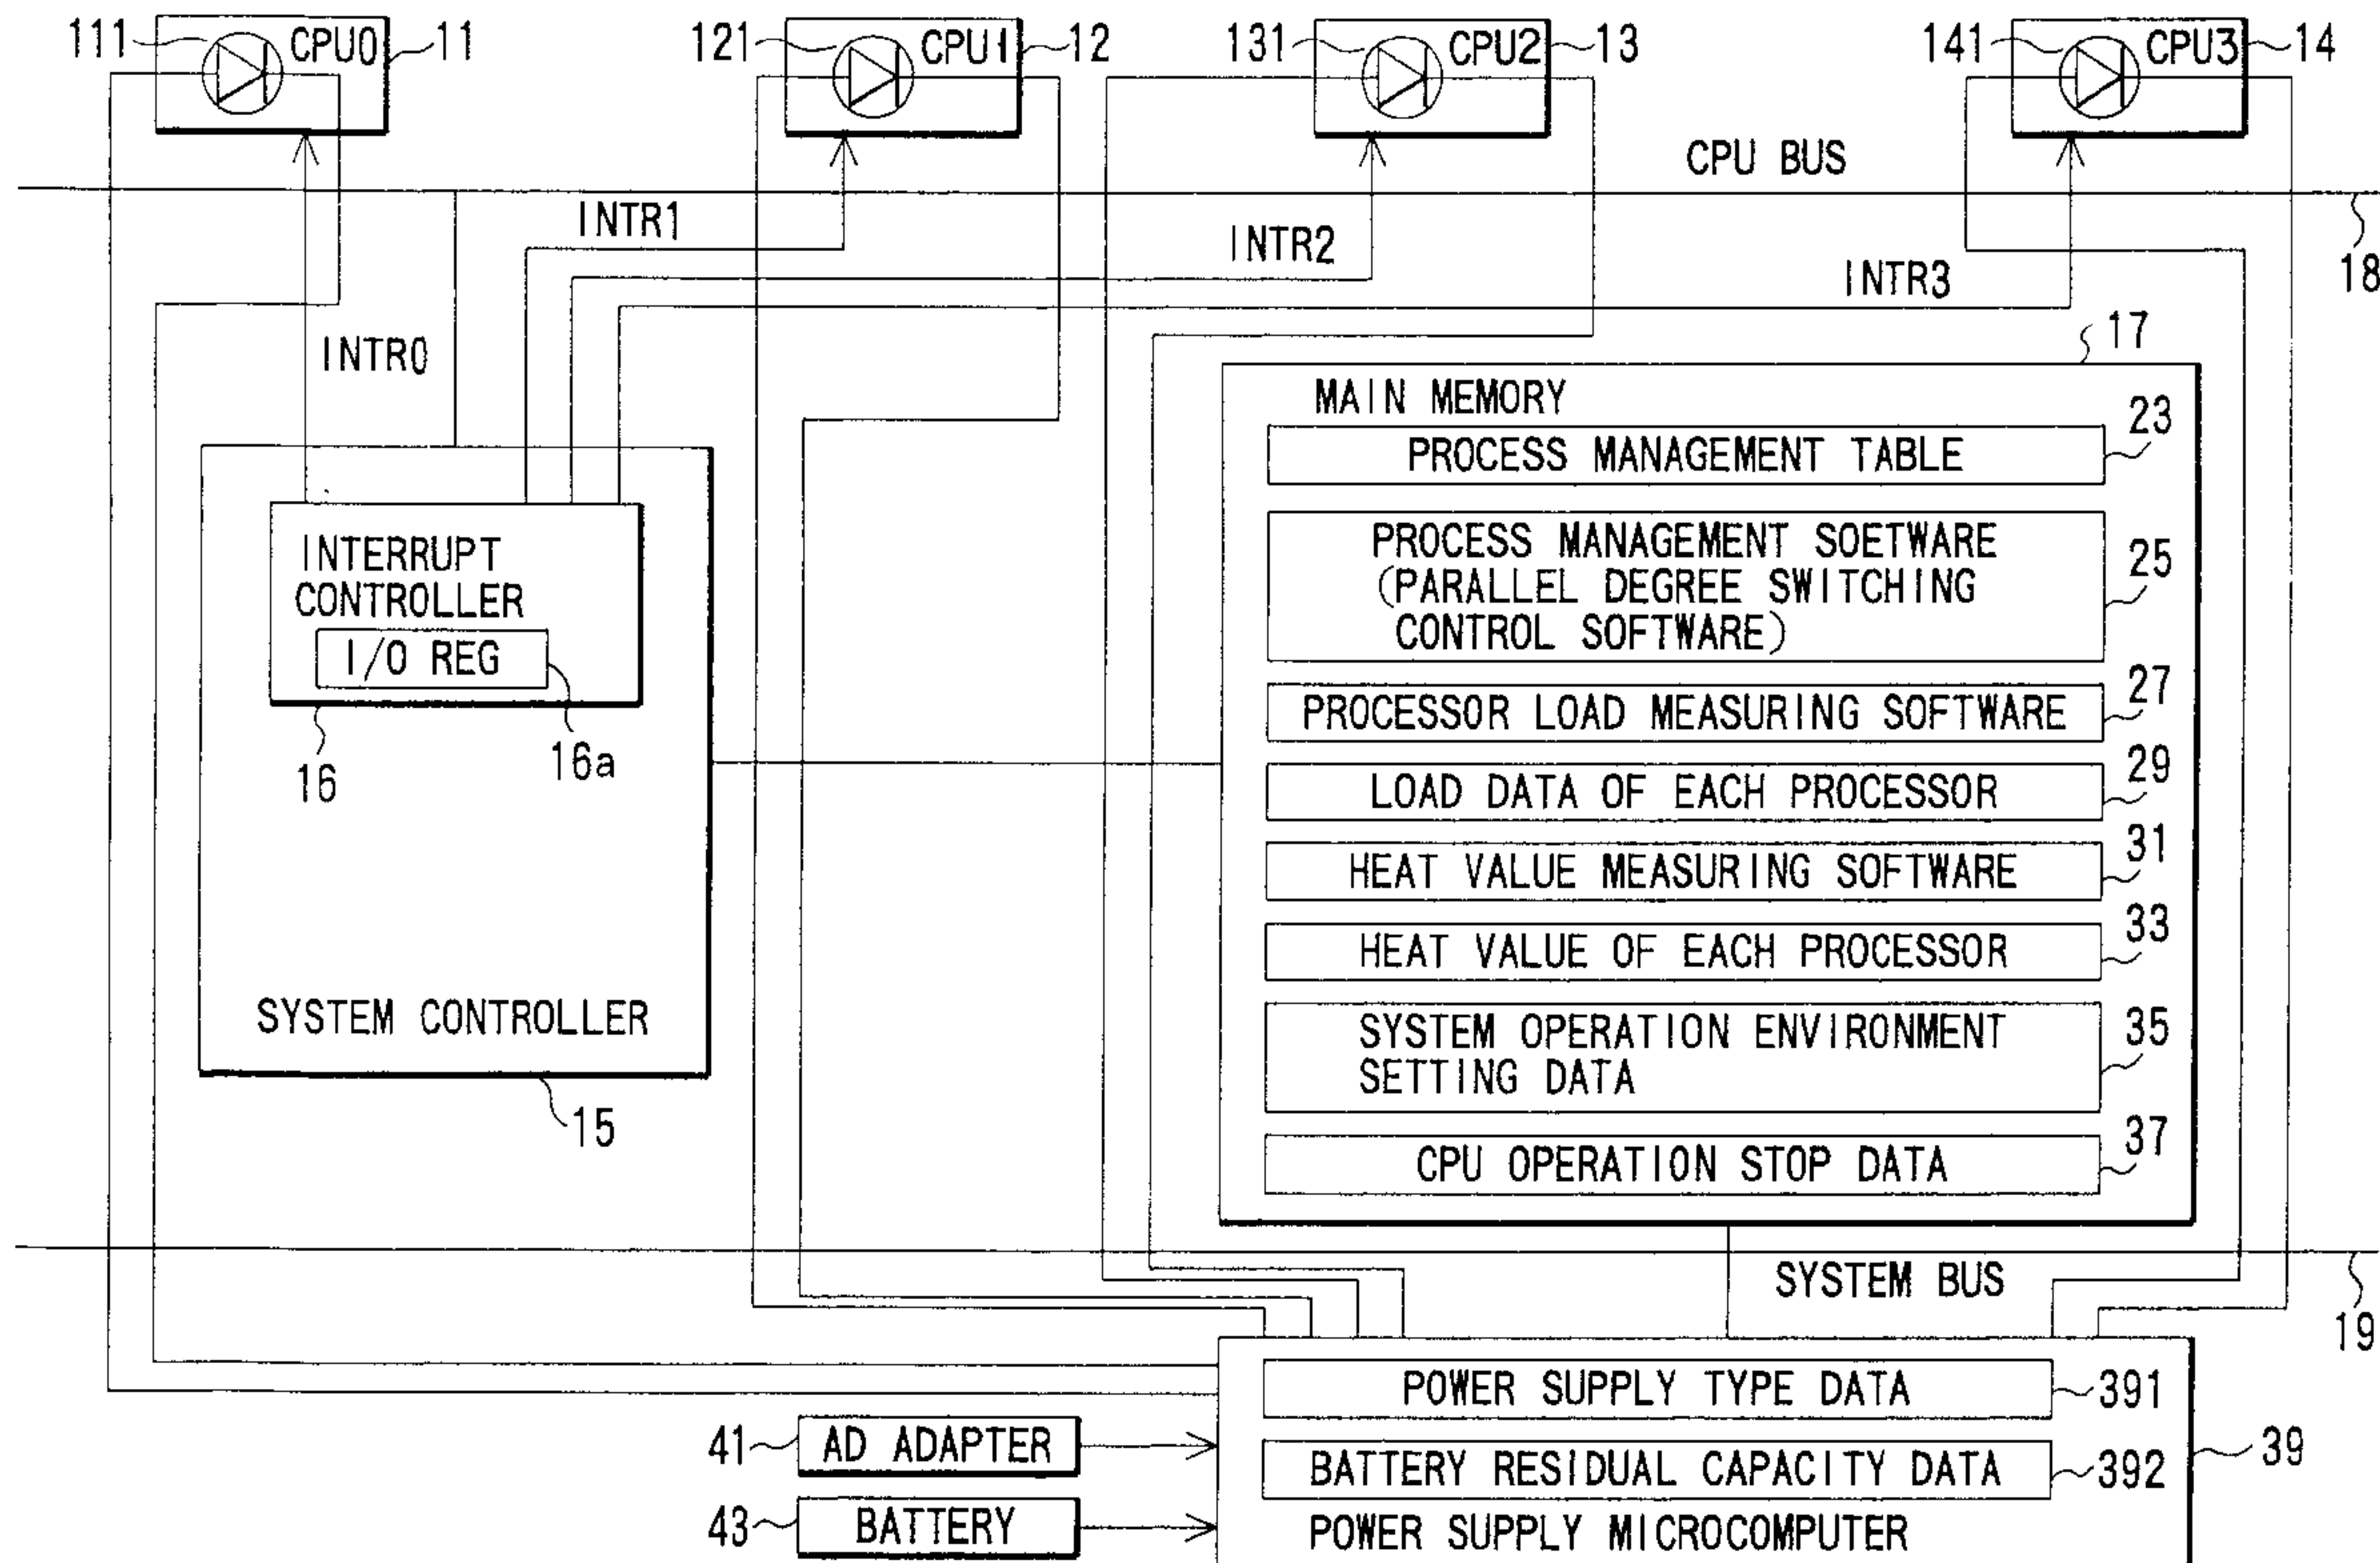 111
CPU0
11
121
CPU1
12
131
CPU2
13
141
CPU3
14
CPU BUS
18
INTR1
INTR2
INTR3
INTR0
17
MAIN MEMORY
PROCESS MANAGEMENT TABLE
23
PROCESS MANAGEMENT SOETWARE
(PARALLEL DEGREE SWITCHING
CONTROL SOFTWARE)
25
PROCESSOR LOAD MEASURING SOFTWARE
27
LOAD DATA OF EACH PROCESSOR
29
HEAT VALUE MEASURING SOFTWARE
31
HEAT VALUE OF EACH PROCESSOR
33
SYSTEM OPERATION ENVIRONMENT
SETTING DATA
35
CPU OPERATION STOP DATA
37
INTERRUPT
CONTROLLER
I/O REG
16
16a
SYSTEM CONTROLLER
15
SYSTEM BUS
19
POWER SUPPLY TYPE DATA
391
41
AD ADAPTER
BATTERY RESIDUAL CAPACITY DATA
392
39
43
BATTERY
POWER SUPPLY MICROCOMPUTER